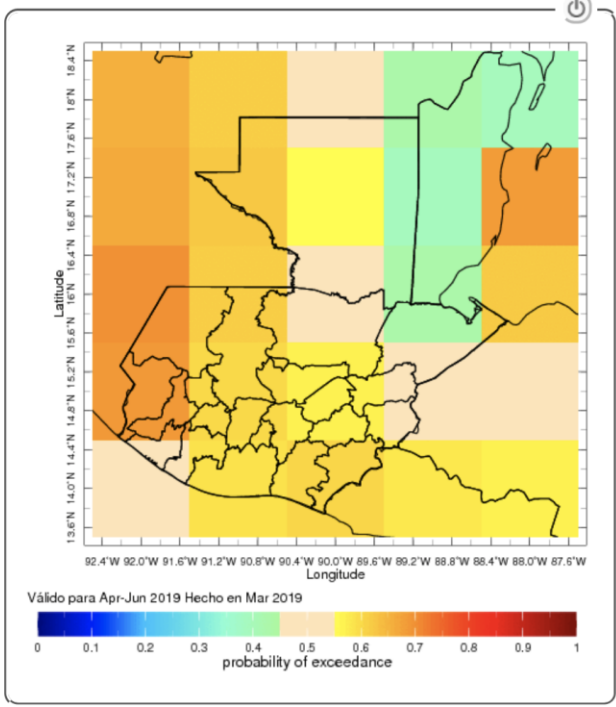 18.4°N
1.8°N
17.6°N
17.2°N
16.8°N
16.4°N
16°N
15.6°N
15.2°N
14.8°N
14.4°N
14.0°N
13.6°N
Latitude
92.4°W 92.0°W 91.6°W 91.2°W 90.8°W 90.4°W 90.0°W 89.6°W 89.2°W 88.8°W 88.4°W 88.0°W 87.6°W
Longitude
Válido para Apr-Jun 2019 Hecho en Mar 2019
0 0.1 0.2 0.3 0.4 0.5 0.6 0.7 0.8 0.9 1
probability of exceedance